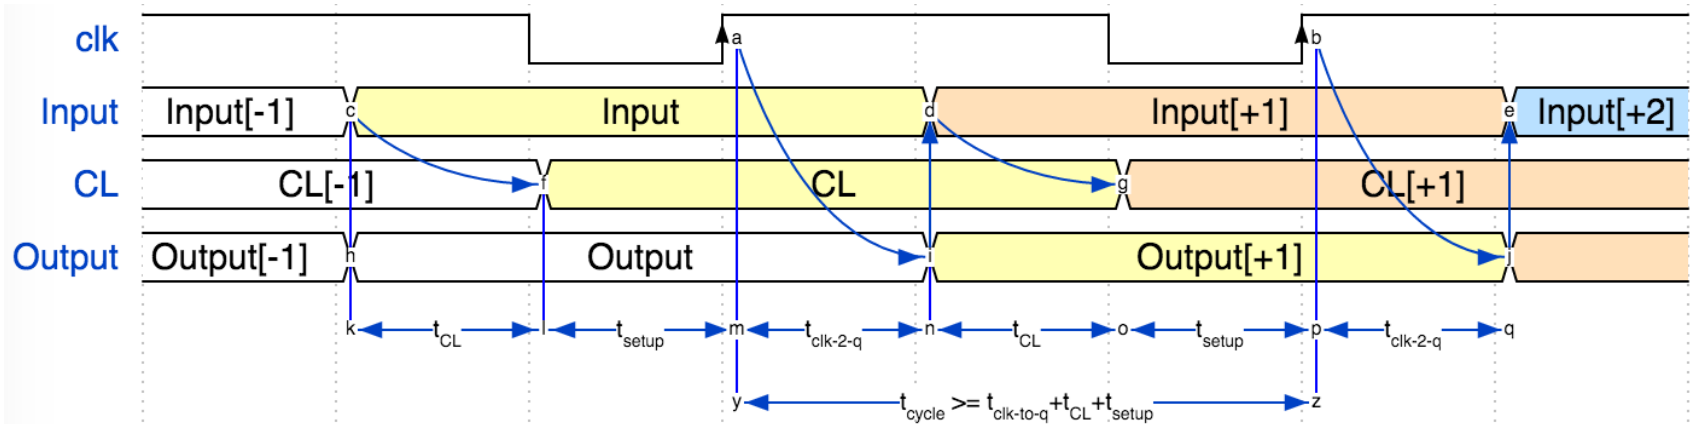 clk a b
Input Input[-1] c Input d Input[+1] e Input[+2]
CL CL[-1] f CL g CL[+1]
Output Output[-1] h Output i Output[+1] j
k tCL l tsetup m tclk-2-q n tCL o tsetup p tclk-2-q q
y tcycle >= tclk-to-q+tCL+tsetup z